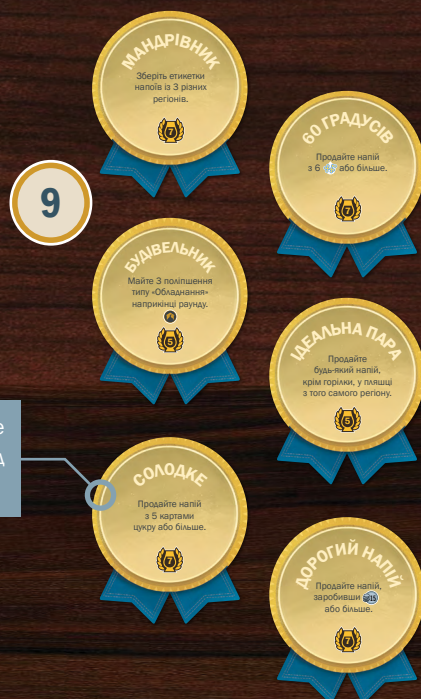 МАНДРІВНИК
Зберіть етикетки
напоїв із 3 різних
регіонів.
7
60 ГРАДУСІВ
Продайте напій
з 6 або більше.
7
9
БУДІВЕЛЬНИК
Майте 3 поліпшення
типу «Обладнання»
наприкінці раунду.
5
ІДЕАЛЬНА ПАРА
Продайте
будь-який напій,
крім горілки, у пляшці
з того самого регіону.
5
е
д
СОЛОДКЕ
Продайте напій
з 5 картами
цукру або більше.
7
ДОРОГИЙ НАПІЙ
Продайте напій,
заробивши 15
або більше.
7